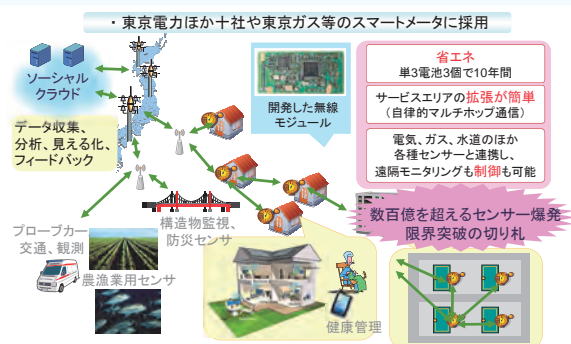 ・東京電力ほか十社や東京ガス等のスマートメータに採用
ソーシャル
クラウド
データ収集、
分析、見える化、
フィードバック
開発した無線
モジュール
省エネ
単3電池3個で10年間
サービスエリアの拡張が簡単
（自律的マルチホップ通信）
電気、ガス、水道のほか
各種センサーと連携し、
遠隔モニタリングも制御も可能
数百億を超えるセンサー爆発
限界突破の切り札
構造物監視、
防災センサ
プローブカー
交通、観測
農漁業用センサ
健康管理